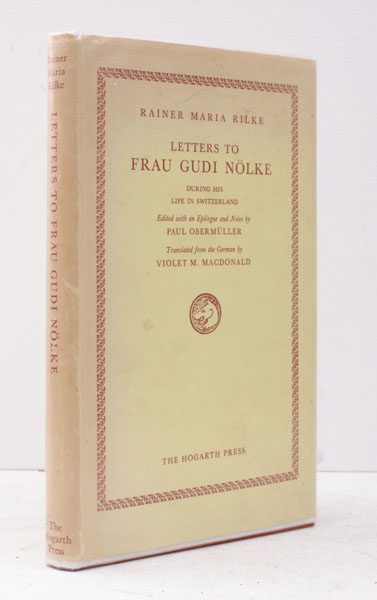 Rainer
Maria
Rilke
LETTERS TO FRAU GUDI NÖLKE
The
Hogarth
Press
RAINER MARIA RILKE
LETTERS TO
FRAU GUDI NÖLKE
DURING HIS
LIFE IN SWITZERLAND
Edited with an Epilogue and Notes by
PAUL OBERMÜLLER
Translated from the German by
VIOLET M. MACDONALD
THE HOGARTH PRESS